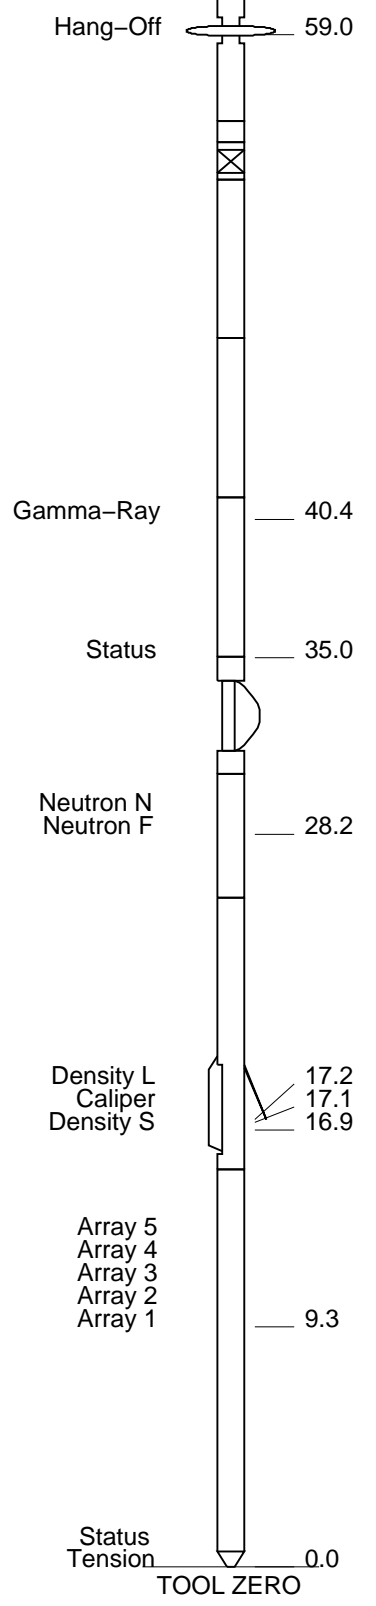 Hang−Off 59.0
Gamma−Ray 40.4
Status 35.0
Neutron N
Neutron F 28.2
Density L 17.2
Caliper 17.1
Density S 16.9
Array 5
Array 4
Array 3
Array 2
Array 1 9.3
Status
Tension 0.0
TOOL ZERO